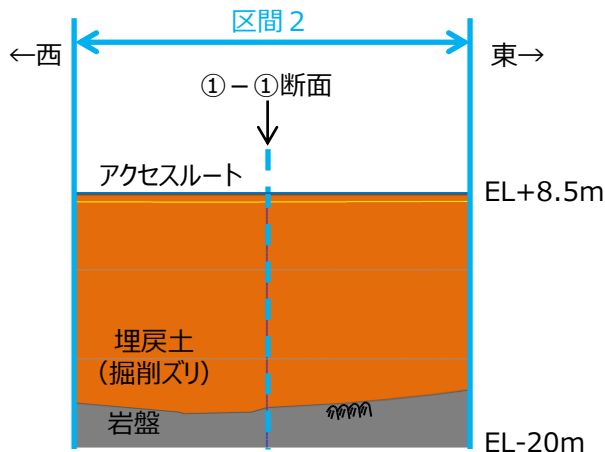 区間２
←西
東→
①－①断面
アクセスルート
EL+8.5m
埋戻土
（掘削ズリ）
岩盤
EL-20m